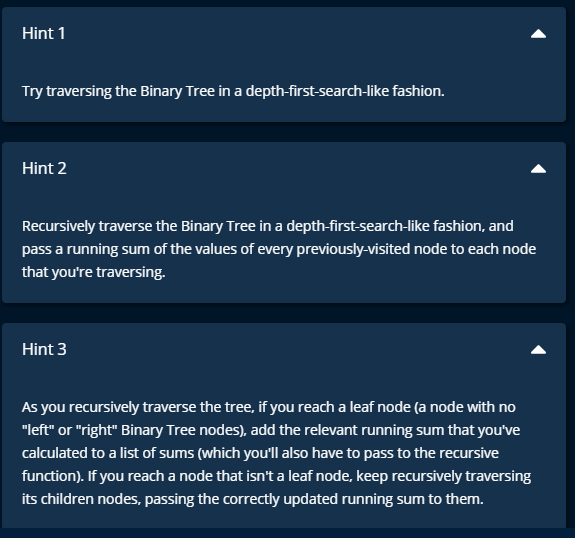 Hint 1
Try traversing the Binary Tree in a depth-first-search-like fashion.
Hint 2
Recursively traverse the Binary Tree in a depth-first-search-like fashion, and
pass a running sum of the values of every previously-visited node to each node
that you're traversing.
Hint 3
As you recursively traverse the tree, if you reach a leaf node (a node with no
"left" or "right" Binary Tree nodes), add the relevant running sum that you've
calculated to a list of sums (which you'll also have to pass to the recursive
function). If you reach a node that isn't a leaf node, keep recursively traversing
its children nodes, passing the correctly updated running sum to them.